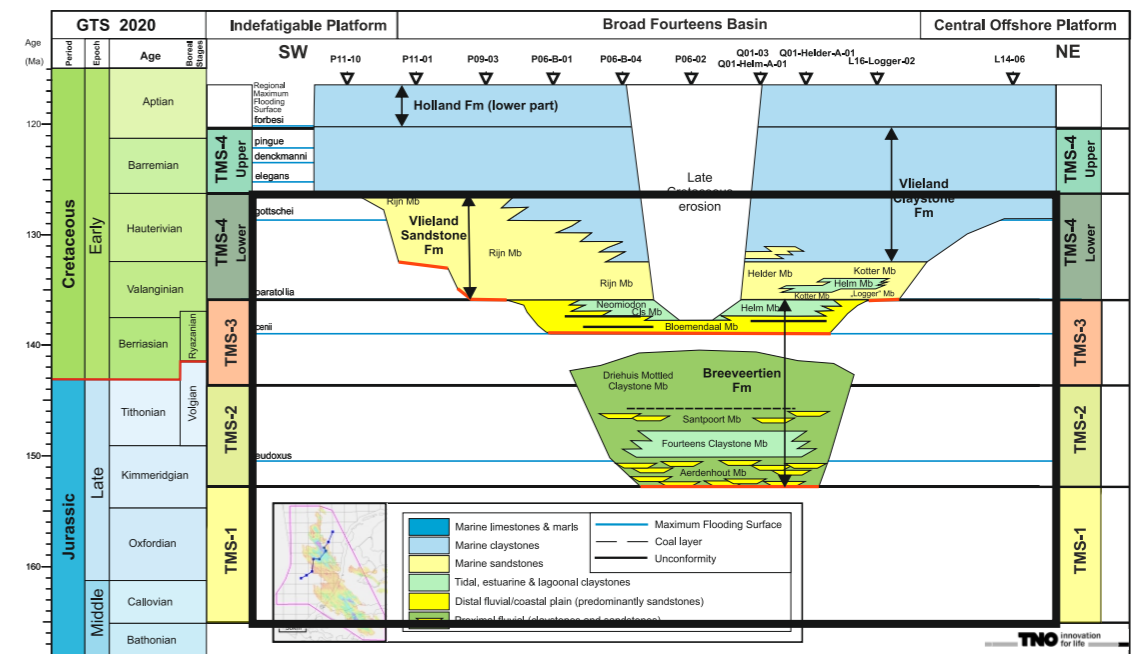 GTS 2020
Indefatigable Platform
Broad Fourteens Basin
Central Offshore Platform
Age
(Ma)
Period
Epoch
Age
Boreal
Stages
SW
NE
P11-10
P11-01
P09-03
P06-B-01
P06-B-04
P06-02
Q01-03
Q01-Helm-A-01
Q01-Helder-A-01
L16-Logger-02
L14-06
Regional
Maximum
Flooding
Surface
forbesi
pingue
denckmanni
elegans
gottschei
paratollia
cenii
eudoxus
120
130
140
150
160
Cretaceous
Jurassic
Early
Late
Middle
Aptian
Barremian
Hauterivian
Valanginian
Berriasian
Ryazanian
Tithonian
Volgian
Kimmeridgian
Oxfordian
Callovian
Bathonian
TMS-4
Upper
TMS-4
Lower
TMS-3
TMS-2
TMS-1
TMS-4
Upper
TMS-4
Lower
TMS-3
TMS-2
TMS-1
Holland Fm (lower part)
Late
Cretaceous
erosion
Vlieland
Claystone
Fm
Rijn Mb
Vlieland
Sandstone
Fm
Rijn Mb
Rijn Mb
Helder Mb
Kotter Mb
Helm Mb
Kotter Mb
„Logger” Mb
Neomiodon
Cls Mb
Helm Mb
Bloemendaal Mb
Driehuis Mottled
Claystone Mb
Breeveertien
Fm
Santpoort Mb
Fourteens Claystone Mb
Aerdenhout Mb
Marine limestones & marls
Marine claystones
Marine sandstones
Tidal, estuarine & lagoonal claystones
Distal fluvial/coastal plain (predominantly sandstones)
Proximal fluvial (claystones and sandstones)
Maximum Flooding Surface
Coal layer
Unconformity
TNO innovation
for life